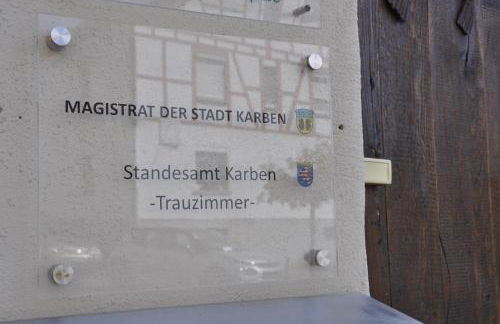 MAGISTRAT DER STADT KARBEN
Standesamt Karben
-Trauzimmer-